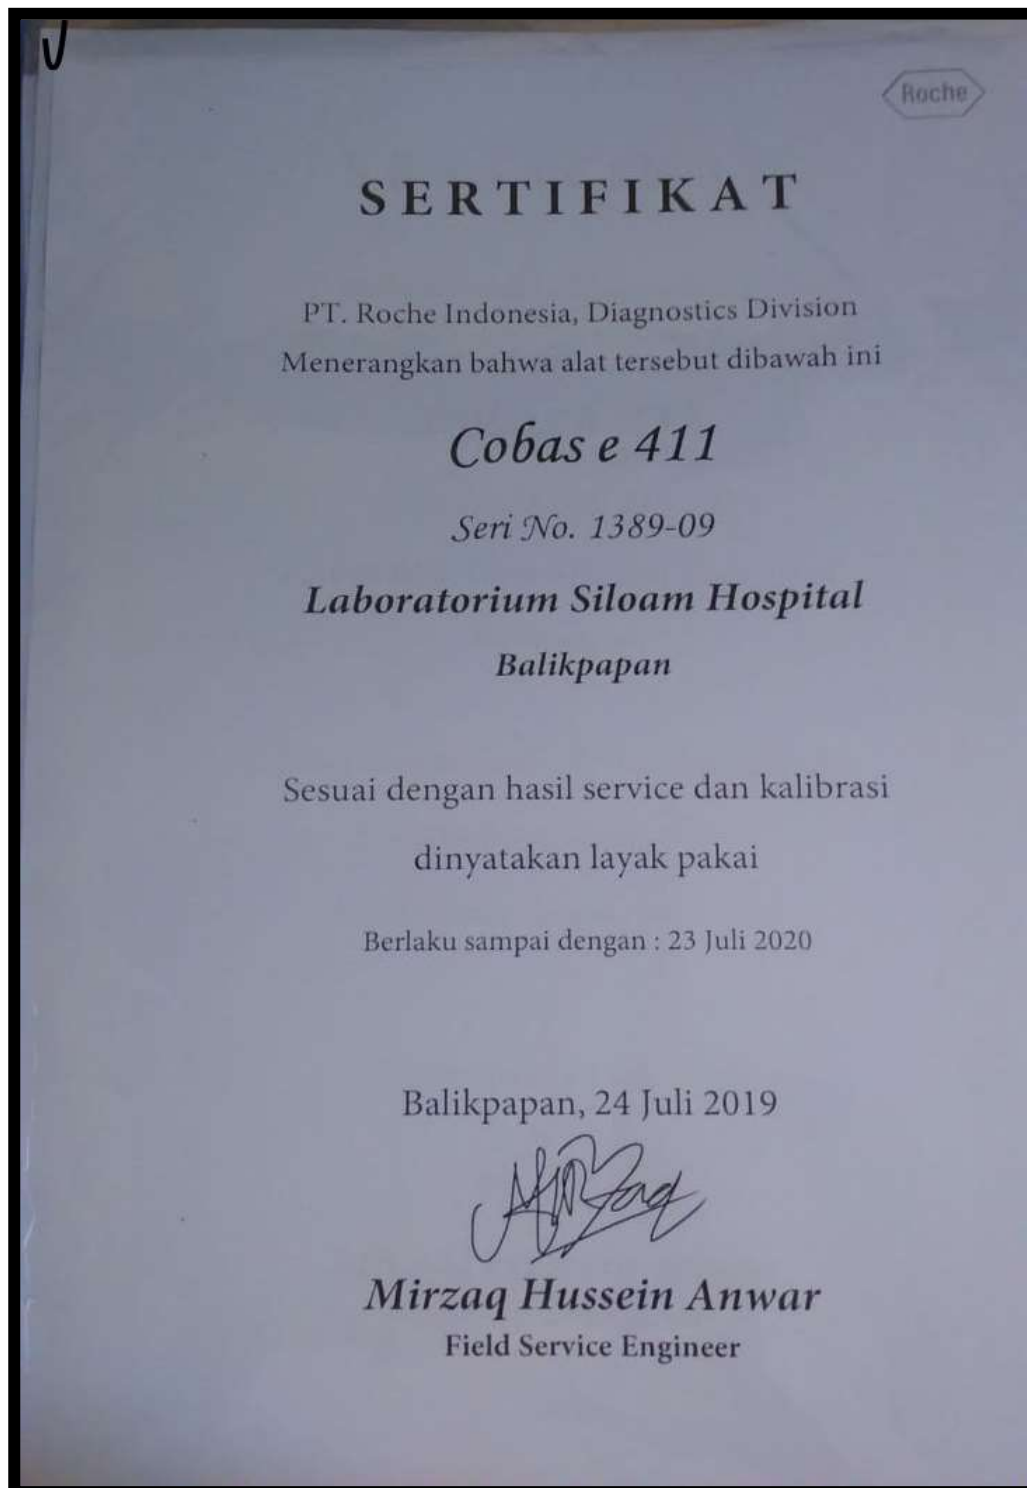 Roche
SERTIFIKAT
PT. Roche Indonesia, Diagnostics Division
Menerangkan bahwa alat tersebut dibawah ini
Cobas e 411
Seri No. 1389-09
Laboratorium Siloam Hospital
Balikpapan
Sesuai dengan hasil service dan kalibrasi
dinyatakan layak pakai
Berlaku sampai dengan : 23 Juli 2020
Balikpapan, 24 Juli 2019
Mirzaq Hussein Anwar
Field Service Engineer